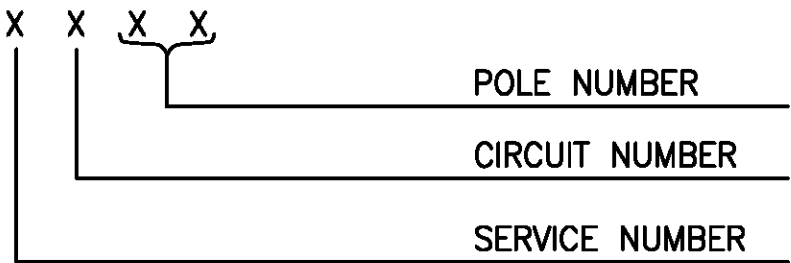 X X X X
POLE NUMBER
CIRCUIT NUMBER
SERVICE NUMBER